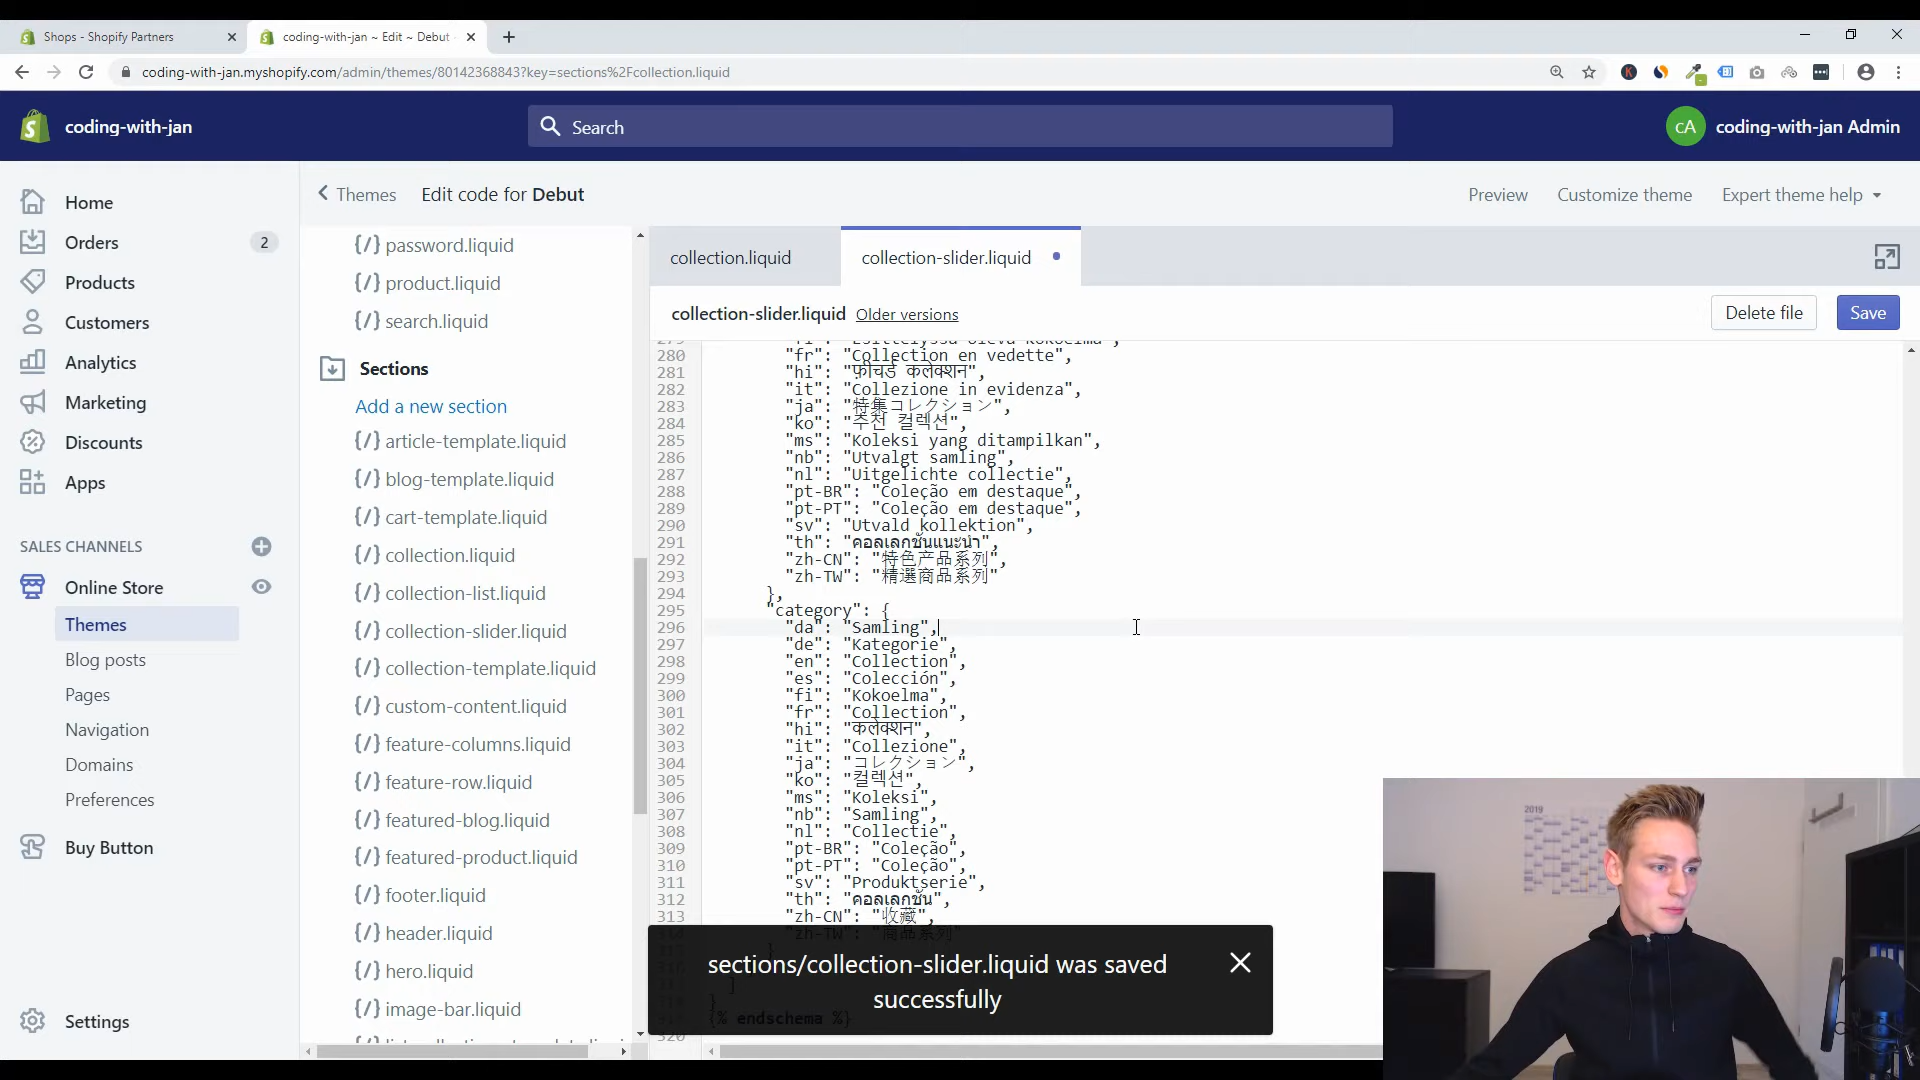 Shops - Shopify Partners
coding-with-jan ~ Edit ~ Debut
coding-with-jan.myshopify.com/admin/themes/80142368843?key=sections%2Fcollection.liquid
coding-with-jan
Search
cA
coding-with-jan Admin
Home
Orders
2
Products
Customers
Analytics
Marketing
Discounts
Apps
SALES CHANNELS
Online Store
Themes
Blog posts
Pages
Navigation
Domains
Preferences
Buy Button
Settings
Themes
Edit code for Debut
Preview
Customize theme
Expert theme help
{/} password.liquid
{/} product.liquid
{/} search.liquid
Sections
Add a new section
{/} article-template.liquid
{/} blog-template.liquid
{/} cart-template.liquid
{/} collection.liquid
{/} collection-list.liquid
{/} collection-slider.liquid
{/} collection-template.liquid
{/} custom-content.liquid
{/} feature-columns.liquid
{/} feature-row.liquid
{/} featured-blog.liquid
{/} featured-product.liquid
{/} footer.liquid
{/} header.liquid
{/} hero.liquid
{/} image-bar.liquid
collection.liquid
collection-slider.liquid
collection-slider.liquid Older versions
Delete file
Save
280 "fr": "Collection en vedette",
281 "hi": "फ़ीचर्ड कलेक्शन",
282 "it": "Collezione in evidenza",
283 "ja": "特集コレクション",
284 "ko": "추천 컬렉션",
285 "ms": "Koleksi yang ditampilkan",
286 "nb": "Utvalgt samling",
287 "nl": "Uitgelichte collectie",
288 "pt-BR": "Coleção em destaque",
289 "pt-PT": "Coleção em destaque",
290 "sv": "Utvald kollektion",
291 "th": "คอลเลกชันแนะนำ",
292 "zh-CN": "特色产品系列",
293 "zh-TW": "精選商品系列"
294 },
295 "category": {
296 "da": "Samling",
297 "de": "Kategorie",
298 "en": "Collection",
299 "es": "Colección",
300 "fi": "Kokoelma",
301 "fr": "Collection",
302 "hi": "कलेक्शन",
303 "it": "Collezione",
304 "ja": "コレクション",
305 "ko": "컬렉션",
306 "ms": "Koleksi",
307 "nb": "Samling",
308 "nl": "Collectie",
309 "pt-BR": "Coleção",
310 "pt-PT": "Coleção",
311 "sv": "Produktserie",
312 "th": "คอลเลกชัน",
313 "zh-CN": "收藏",
"zh-TW": "商品系列"
}
]
}
{% endschema %}
320
sections/collection-slider.liquid was saved
successfully
2019